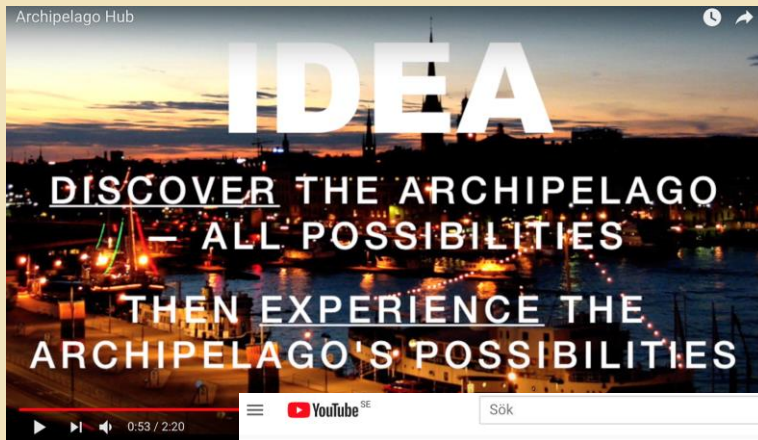 Archipelago Hub
IDEA
DISCOVER THE ARCHIPELAGO
— ALL POSSIBILITIES
THEN EXPERIENCE THE
ARCHIPELAGO'S POSSIBILITIES
0:53 / 2:20
YouTube SE
Sök